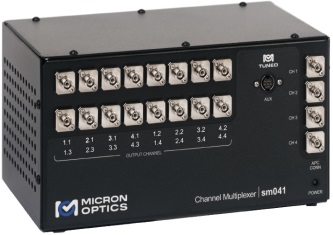 TUNED
AUX
CH 1
CH 2
CH 3
CH 4
1.1 2.1 3.1 4.1 1.2 2.2 3.2 4.2
1.3 2.3 3.3 4.3 1.4 2.4 3.4 4.4
OUTPUT CHANNEL
APC
CONN
MICRON
OPTICS
Channel Multiplexer sm041
POWER